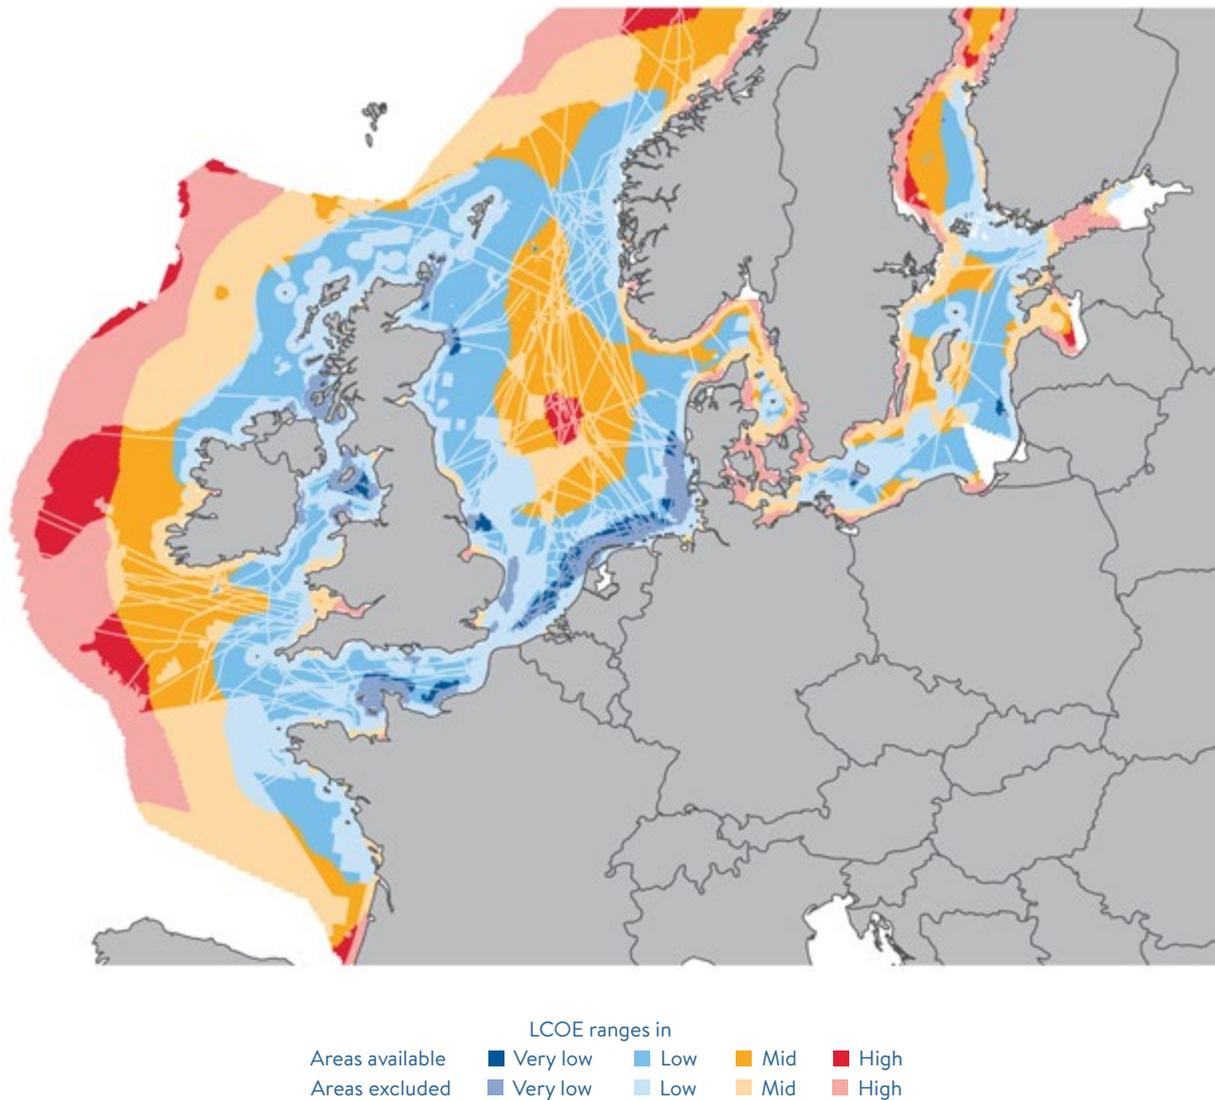 LCOE ranges in
Areas available Very low Low Mid High
Areas excluded Very low Low Mid High